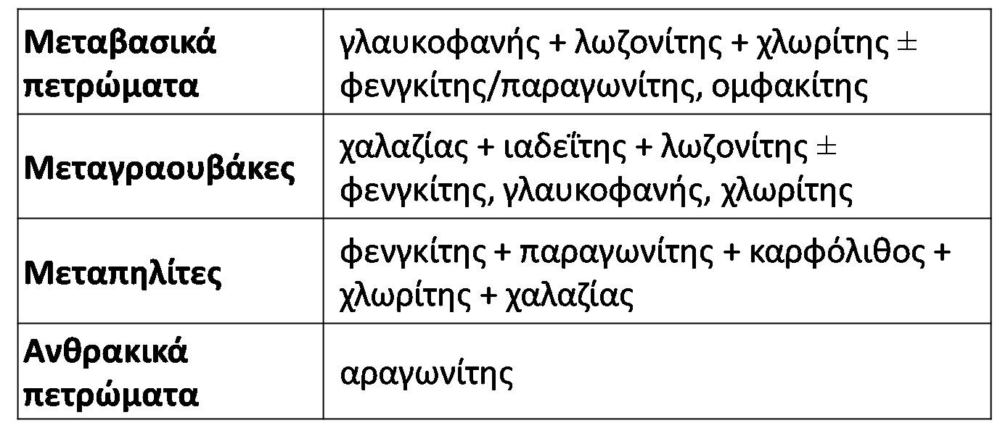 Μεταβασικά
πετρώματα
γλαυκοφανής + λωζονίτης + χλωρίτης ±
φενγκίτης/παραγωνίτης, ομφακίτης
Μεταγραουβάκες
χαλαζίας + ιαδεΐτης + λωζονίτης ±
φενγκίτης, γλαυκοφανής, χλωρίτης
Μεταπηλίτες
φενγκίτης + παραγωνίτης + καρφόλιθος +
χλωρίτης + χαλαζίας
Ανθρακικά
πετρώματα
αραγωνίτης